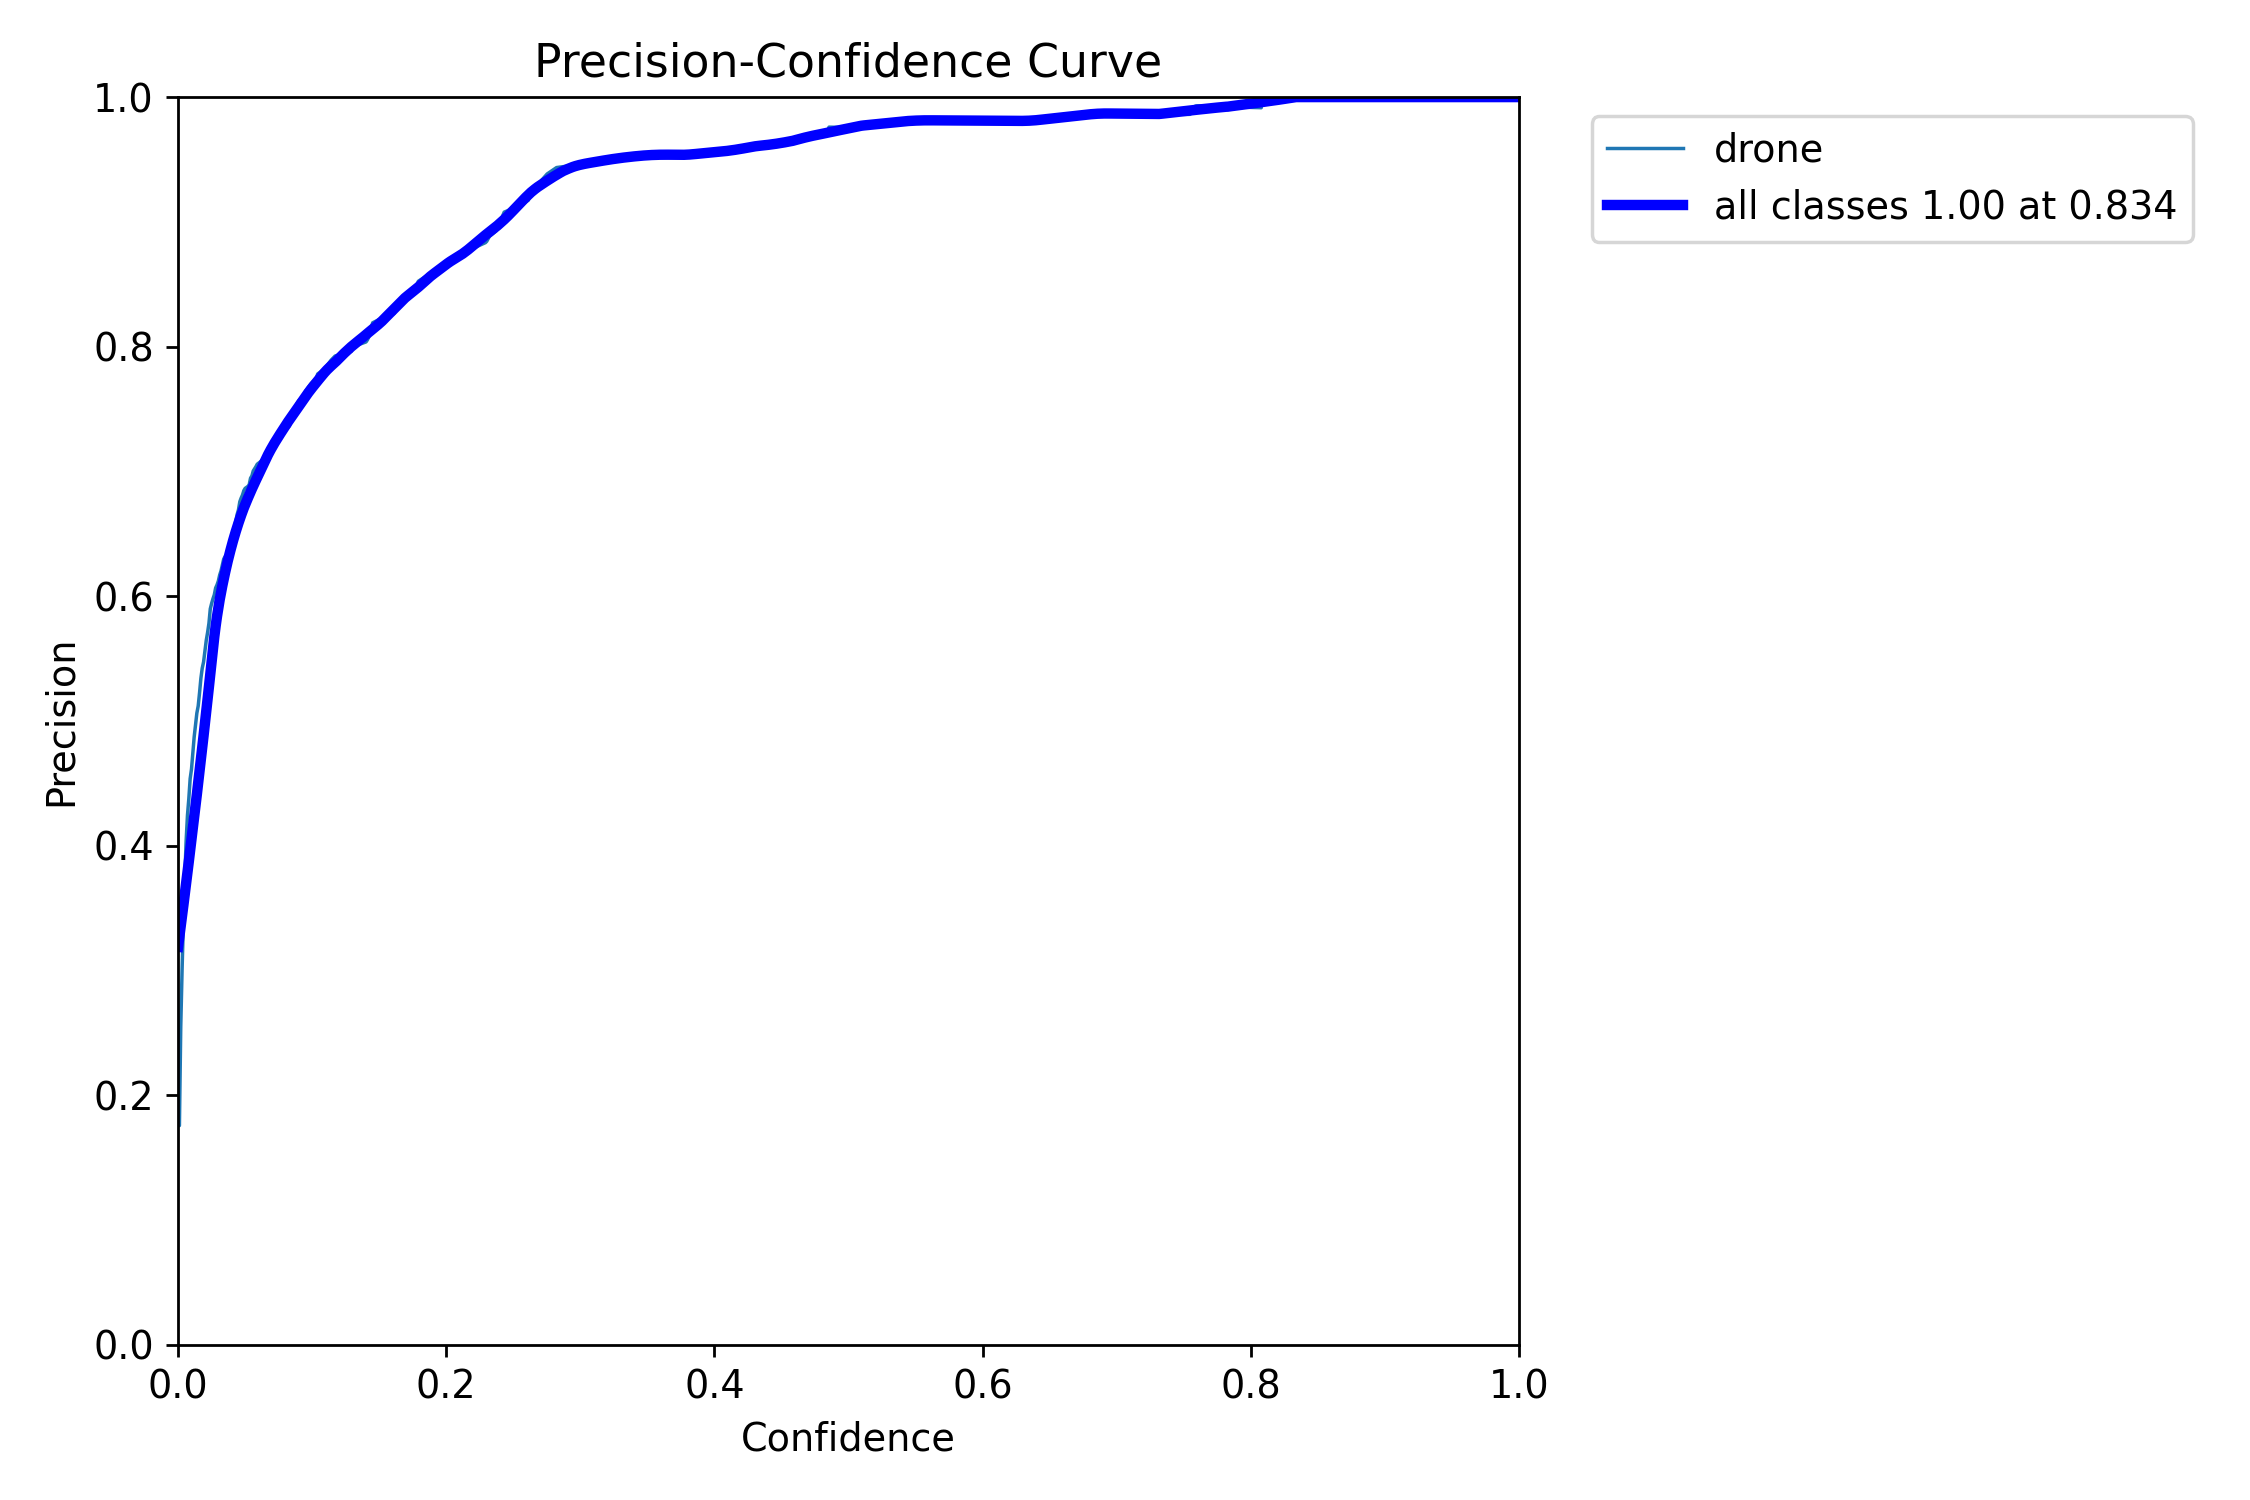 Precision-Confidence Curve
1.0
0.8
0.6
0.4
0.2
0.0
Precision
0.0 0.2 0.4 0.6 0.8 1.0
Confidence
drone
all classes 1.00 at 0.834